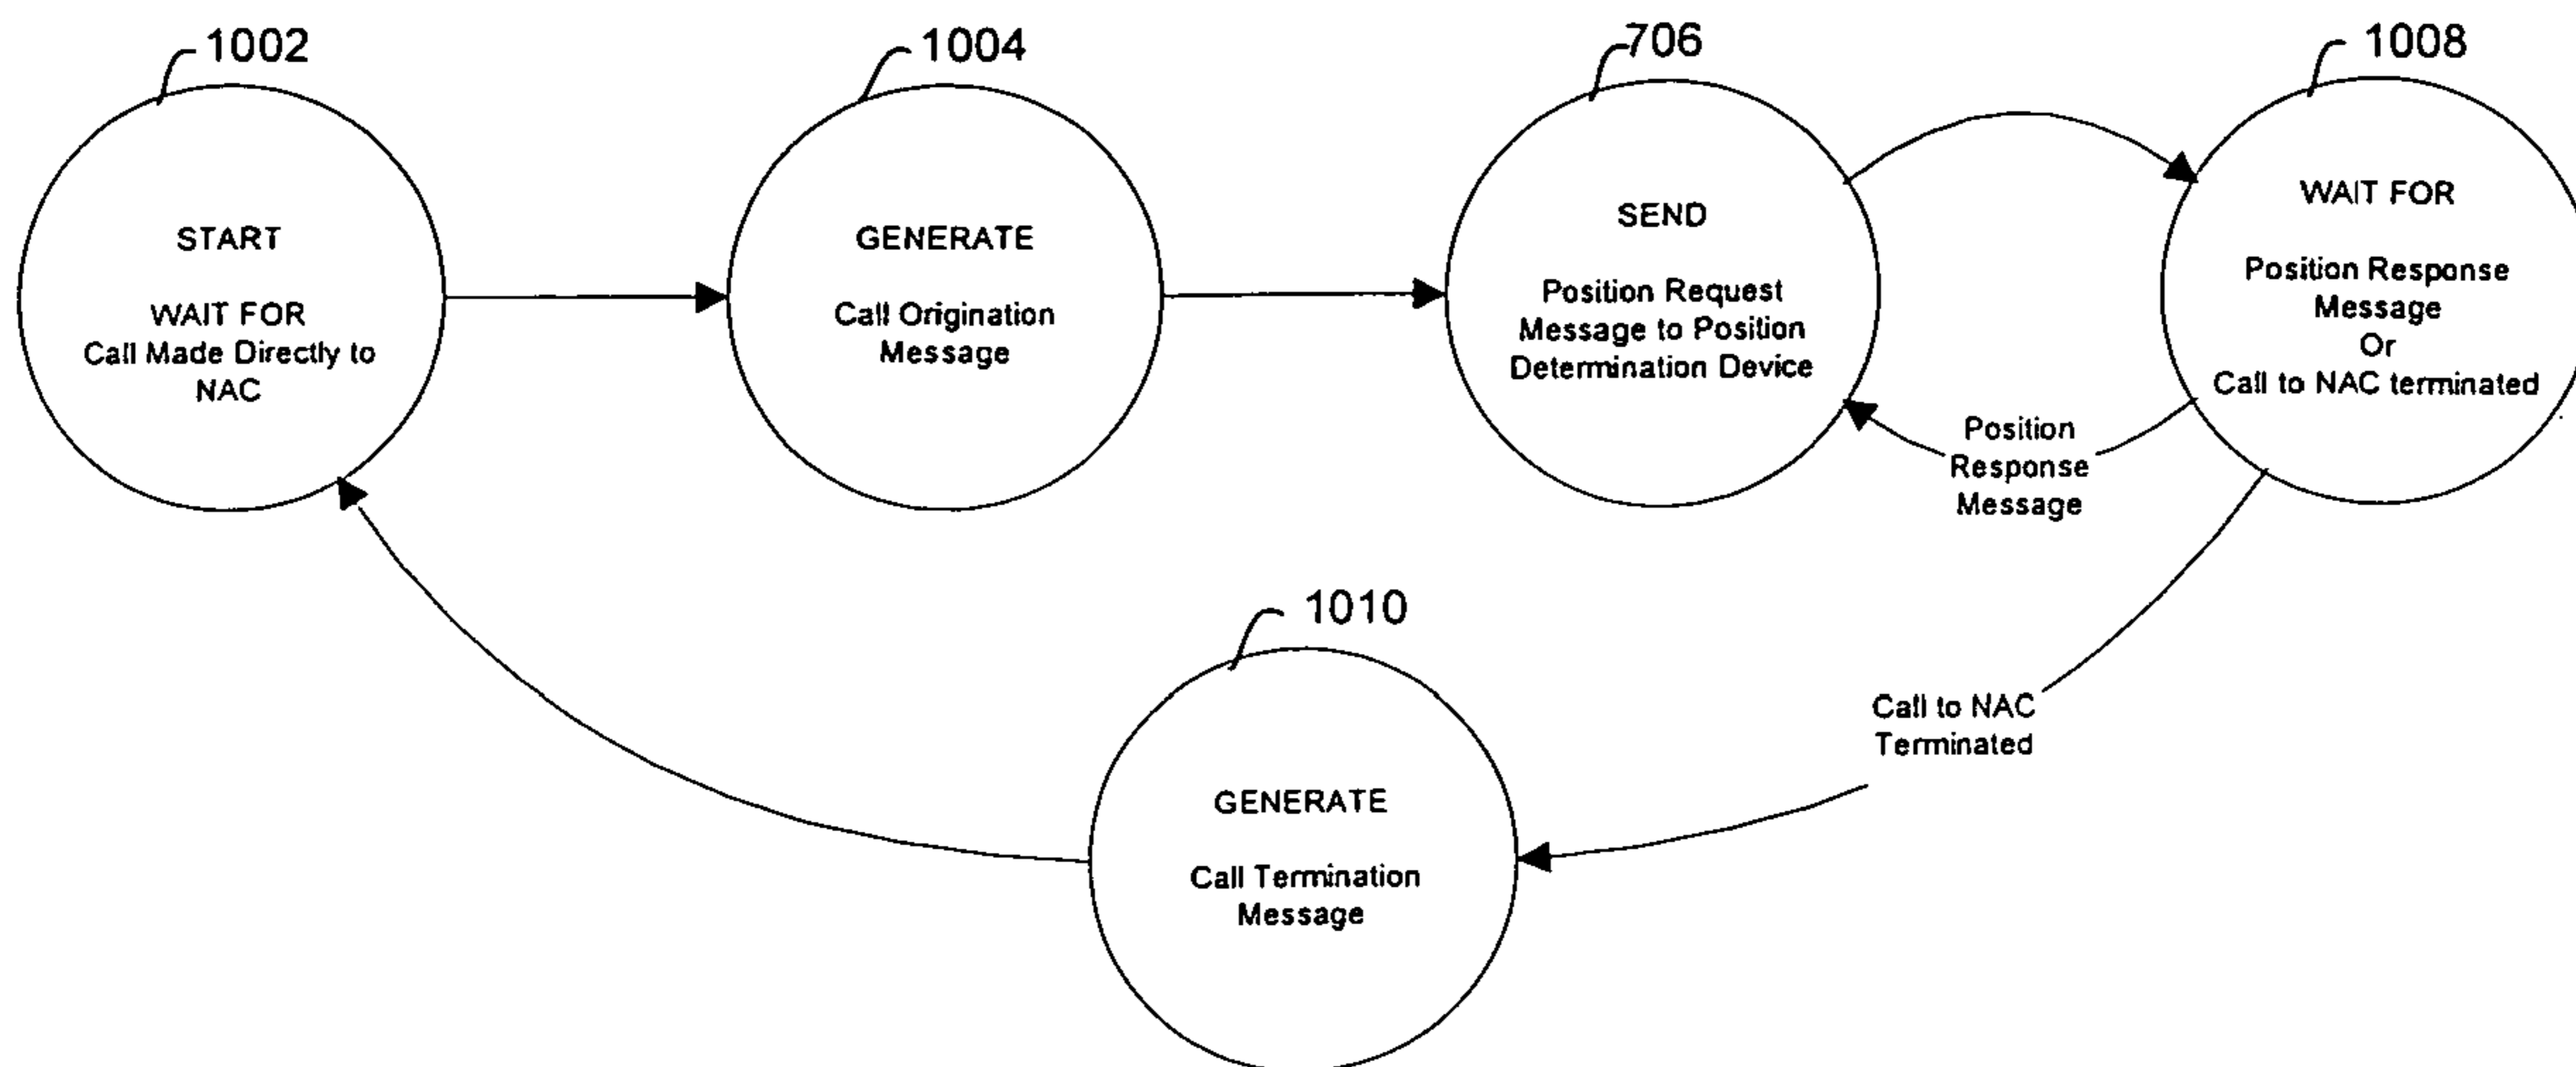 1002
START
WAIT FOR
Call Made Directly to
NAC
1004
GENERATE
Call Origination
Message
706
SEND
Position Request
Message to Position
Determination Device
1008
WAIT FOR
Position Response
Message
Or
Call to NAC terminated
Position
Response
Message
Call to NAC
Terminated
1010
GENERATE
Call Termination
Message